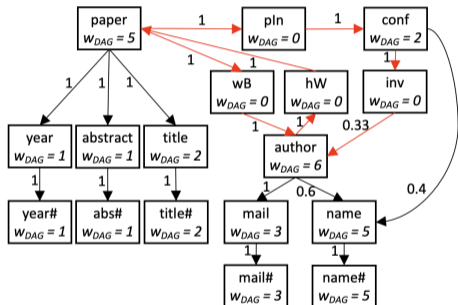 paper
w_DAG = 5
1
pIn
w_DAG = 0
1
conf
w_DAG = 2
1
1
1
1
1
1
wB
w_DAG = 0
hW
w_DAG = 0
inv
w_DAG = 0
1
1
0.33
year
w_DAG = 1
abstract
w_DAG = 1
title
w_DAG = 2
author
w_DAG = 6
1
1
1
1
0.6
0.4
year#
w_DAG = 1
abs#
w_DAG = 1
title#
w_DAG = 2
mail
w_DAG = 3
name
w_DAG = 5
1
1
mail#
w_DAG = 3
name#
w_DAG = 5